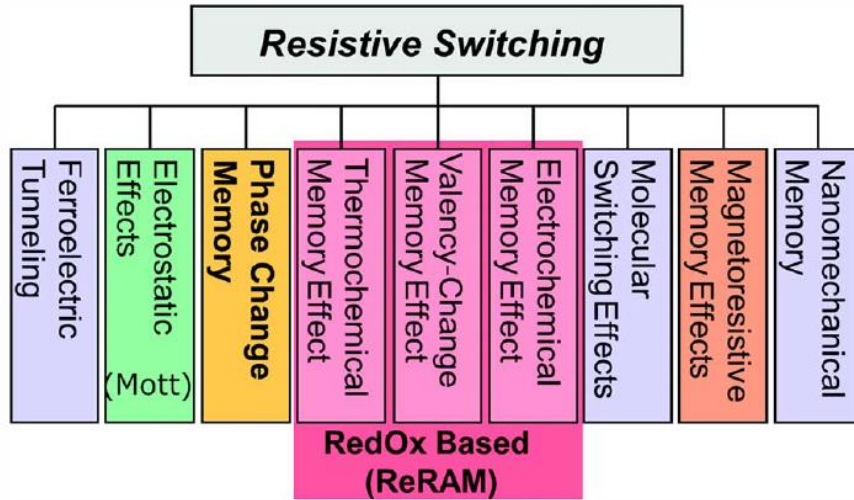 Resistive Switching
Ferroelectric
Tunneling
Electrostatic
Effects
(Mott)
Phase Change
Memory
Thermochemical
Memory Effect
Valency-Change
Memory Effect
Electrochemical
Memory Effect
Molecular
Switching Effects
Magnetoresistive
Memory Effects
Nanomechanical
Memory
RedOx Based
(ReRAM)